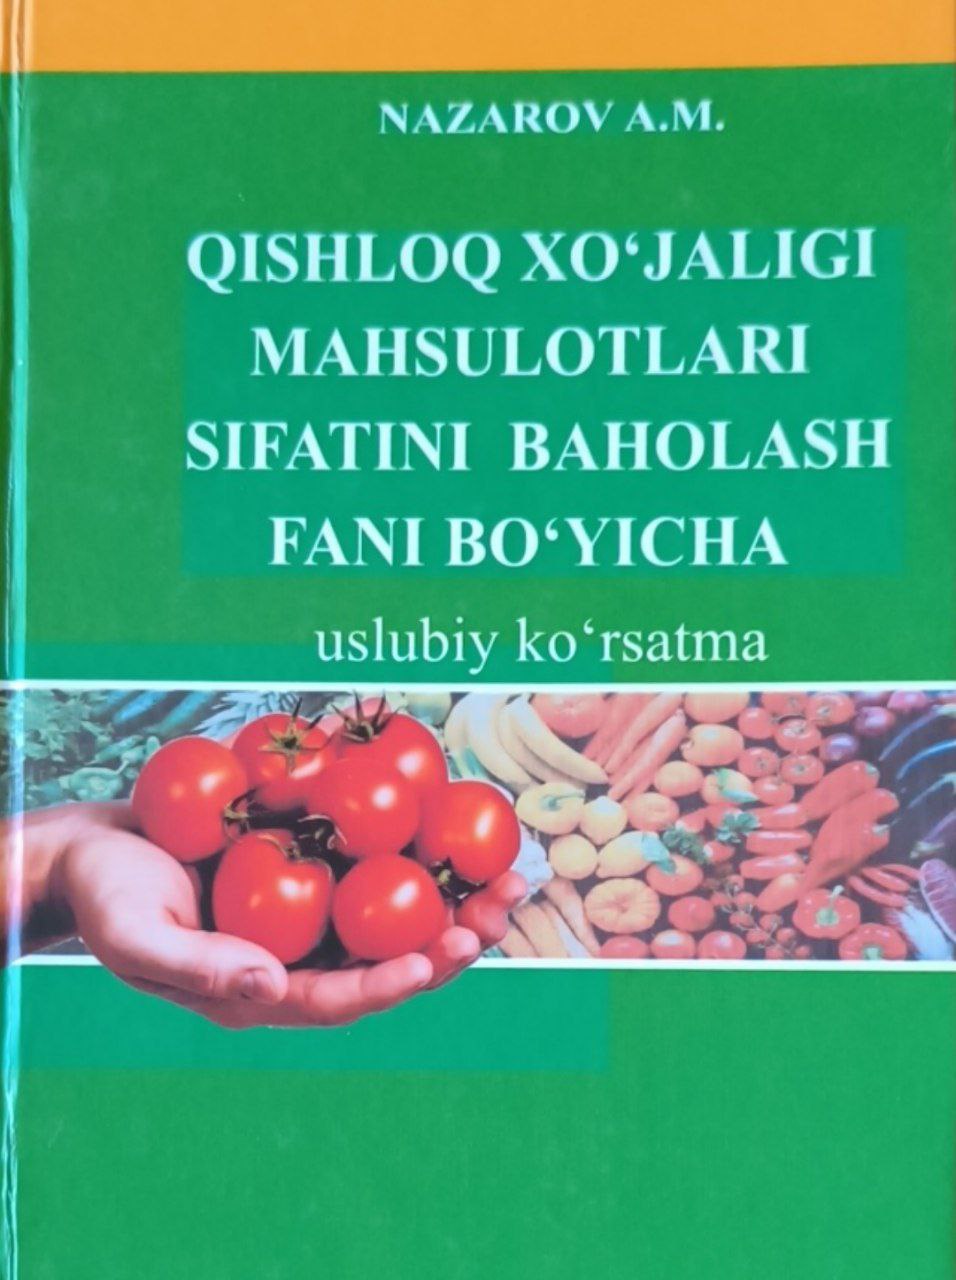 NAZAROV A.M.
QISHLOQ XO‘JALIGI
MAHSULOTLARI
SIFATINI BAHOLASH
FANI BO‘YICHA
uslubiy ko‘rsatma